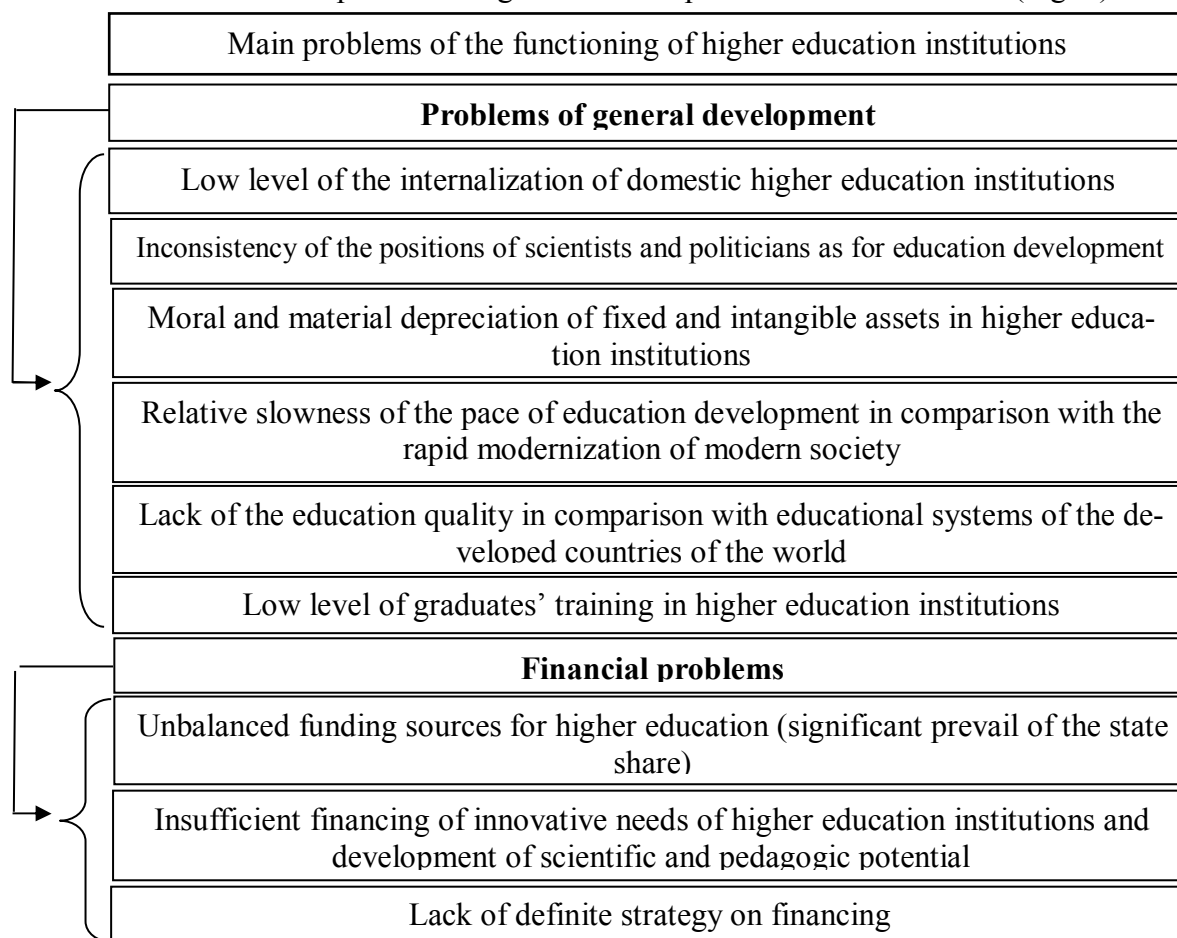 Main problems of the functioning of higher education institutions
Problems of general development
Low level of the internalization of domestic higher education institutions
Inconsistency of the positions of scientists and politicians as for education development
Moral and material depreciation of fixed and intangible assets in higher educa-
tion institutions
Relative slowness of the pace of education development in comparison with the
rapid modernization of modern society
Lack of the education quality in comparison with educational systems of the de-
veloped countries of the world
Low level of graduates’ training in higher education institutions
Financial problems
Unbalanced funding sources for higher education (significant prevail of the state
share)
Insufficient financing of innovative needs of higher education institutions and
development of scientific and pedagogic potential
Lack of definite strategy on financing